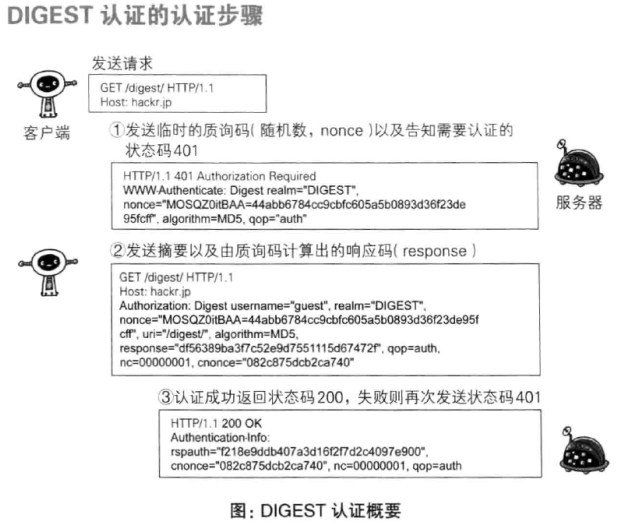 DIGEST 认证的认证步骤
发送请求
GET /digest/ HTTP/1.1
Host: hackr.jp
客户端
①发送临时的质询码(随机数，nonce)以及告知需要认证的
状态码401
HTTP/1.1 401 Authorization Required
WWW-Authenticate: Digest realm="DIGEST",
nonce="MOSQZ0itBAA=44abb6784cc9cbfc605a5b0893d36f23de
95fcff", algorithm=MD5, qop="auth"
服务器
②发送摘要以及由质询码计算出的响应码(response)
GET /digest/ HTTP/1.1
Host: hackr.jp
Authorization: Digest username="guest", realm="DIGEST",
nonce="MOSQZ0itBAA=44abb6784cc9cbfc605a5b0893d36f23de95f
cff", uri="/digest/", algorithm=MD5,
response="df56389ba3f7c52e9d7551115d67472f", qop=auth,
nc=00000001, cnonce="082c875dcb2ca740"
③认证成功返回状态码200，失败则再次发送状态码401
HTTP/1.1 200 OK
Authentication-Info:
rspauth="f218e9ddb407a3d16f2f7d2c4097e900",
cnonce="082c875dcb2ca740", nc=00000001, qop=auth
图：DIGEST 认证概要